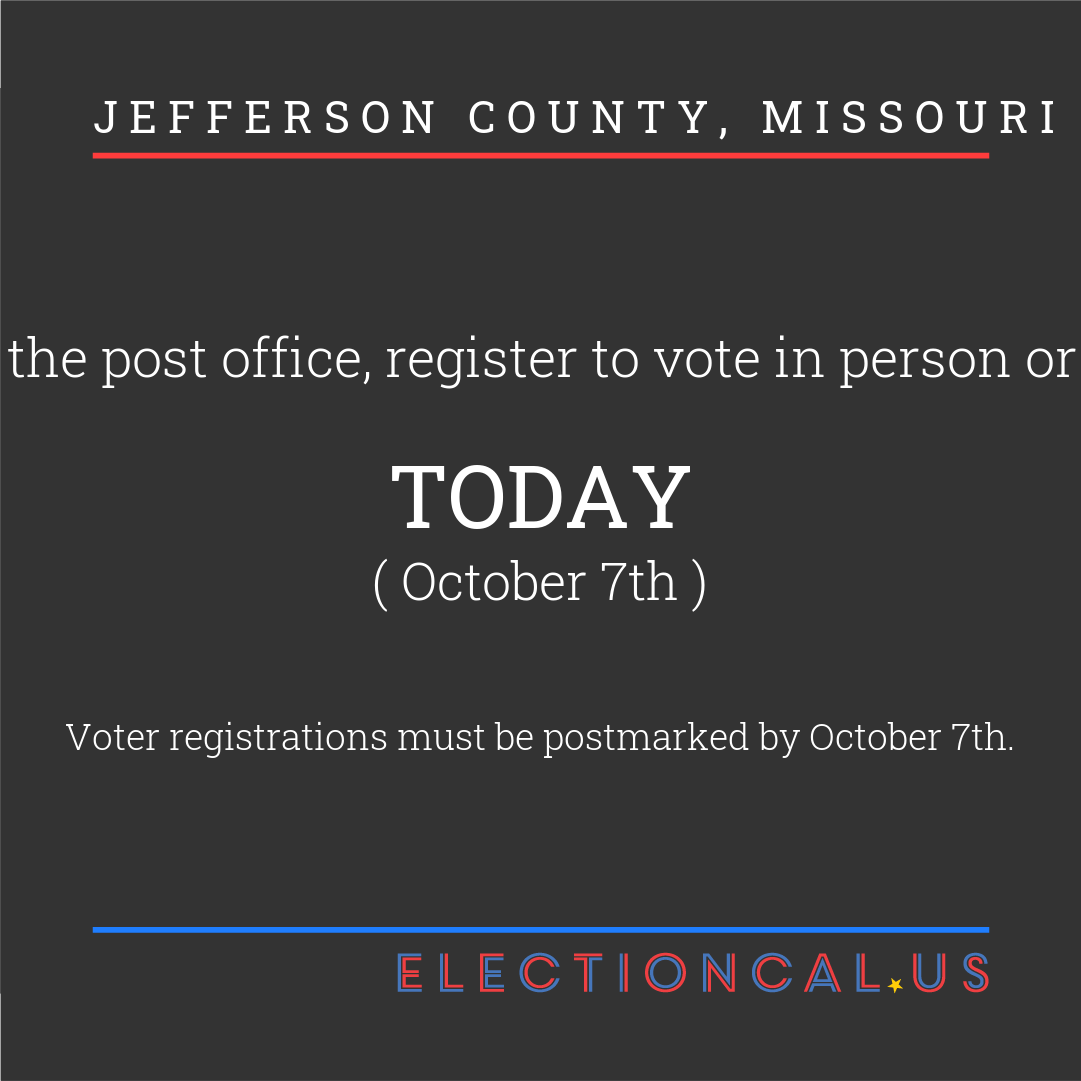 JEFFERSON COUNTY, MISSOURI
the post office, register to vote in person or
TODAY
( October 7th )
Voter registrations must be postmarked by October 7th.
ELECTIONCAL.US